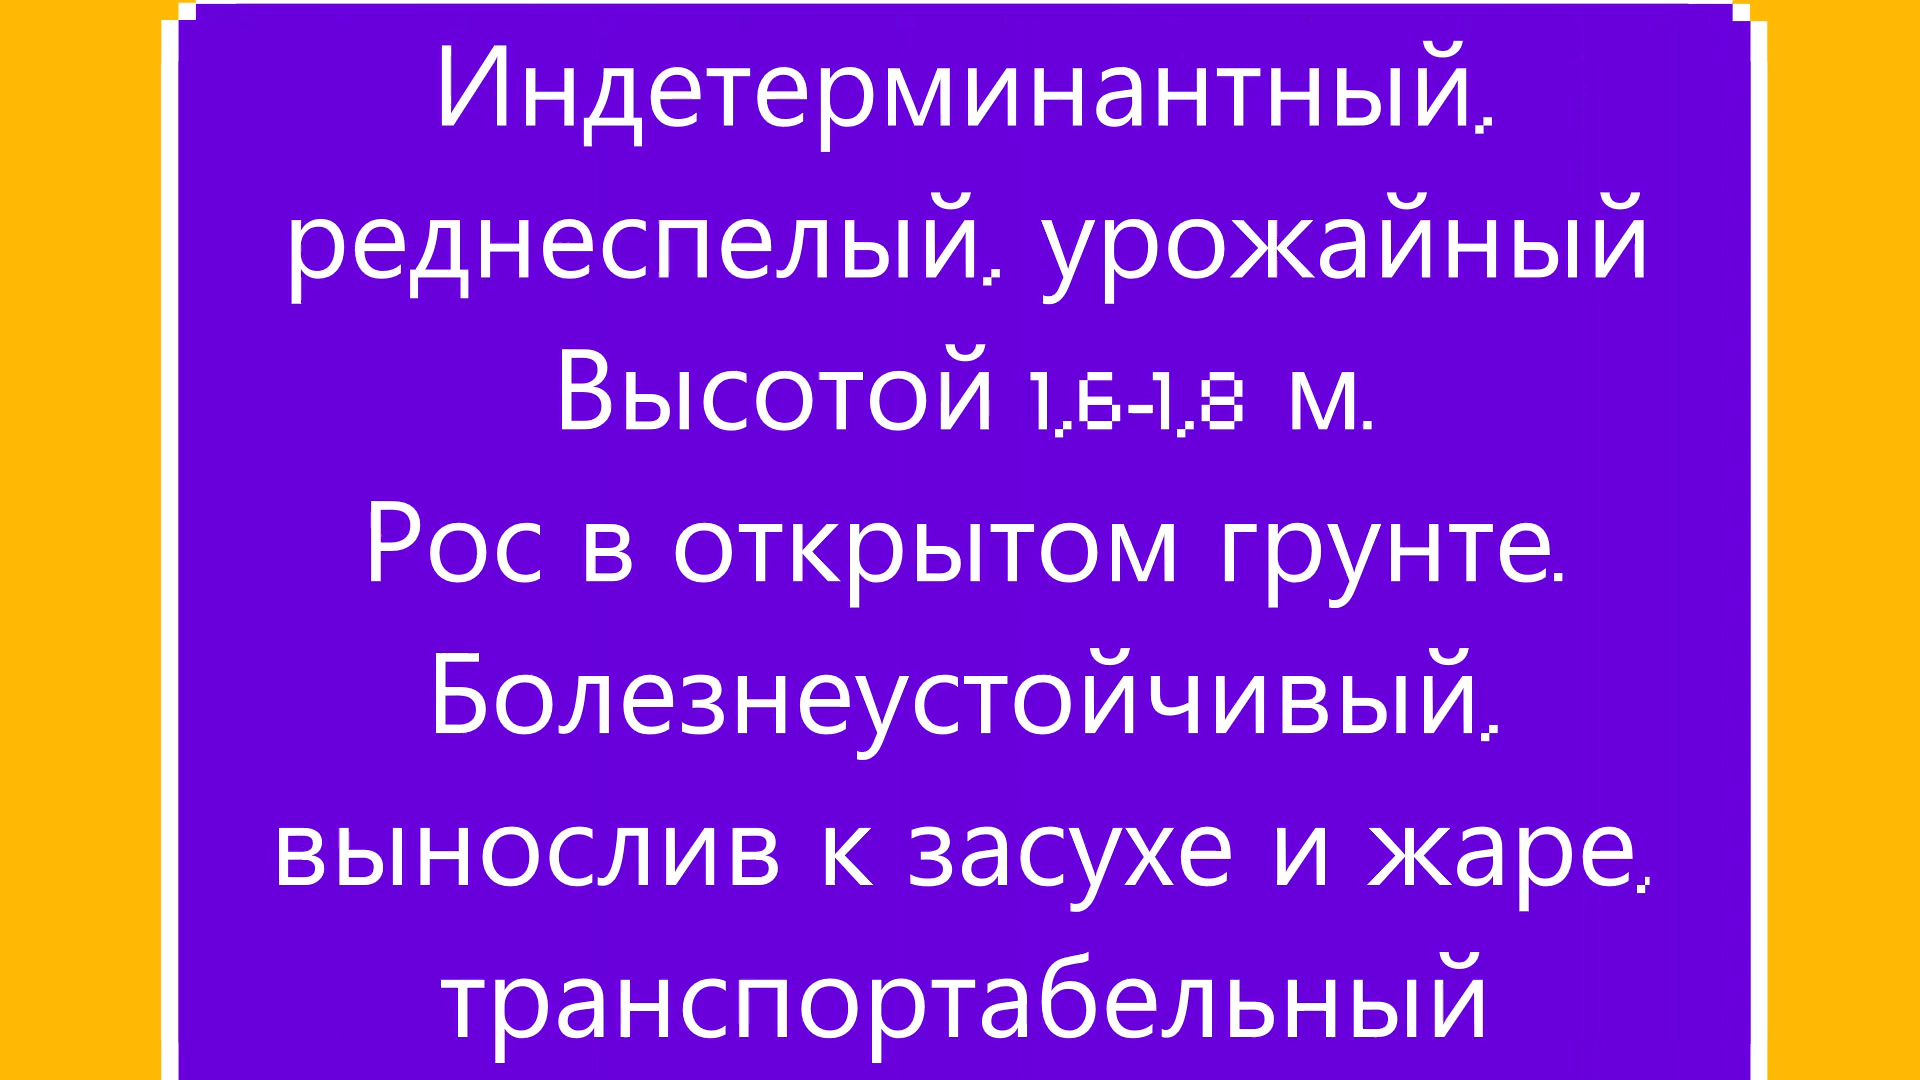 Индетерминантный,
реднеспелый, урожайный
Высотой 1,6-1,8 м.
Рос в открытом грунте.
Болезнеустойчивый,
вынослив к засухе и жаре,
транспортабельный